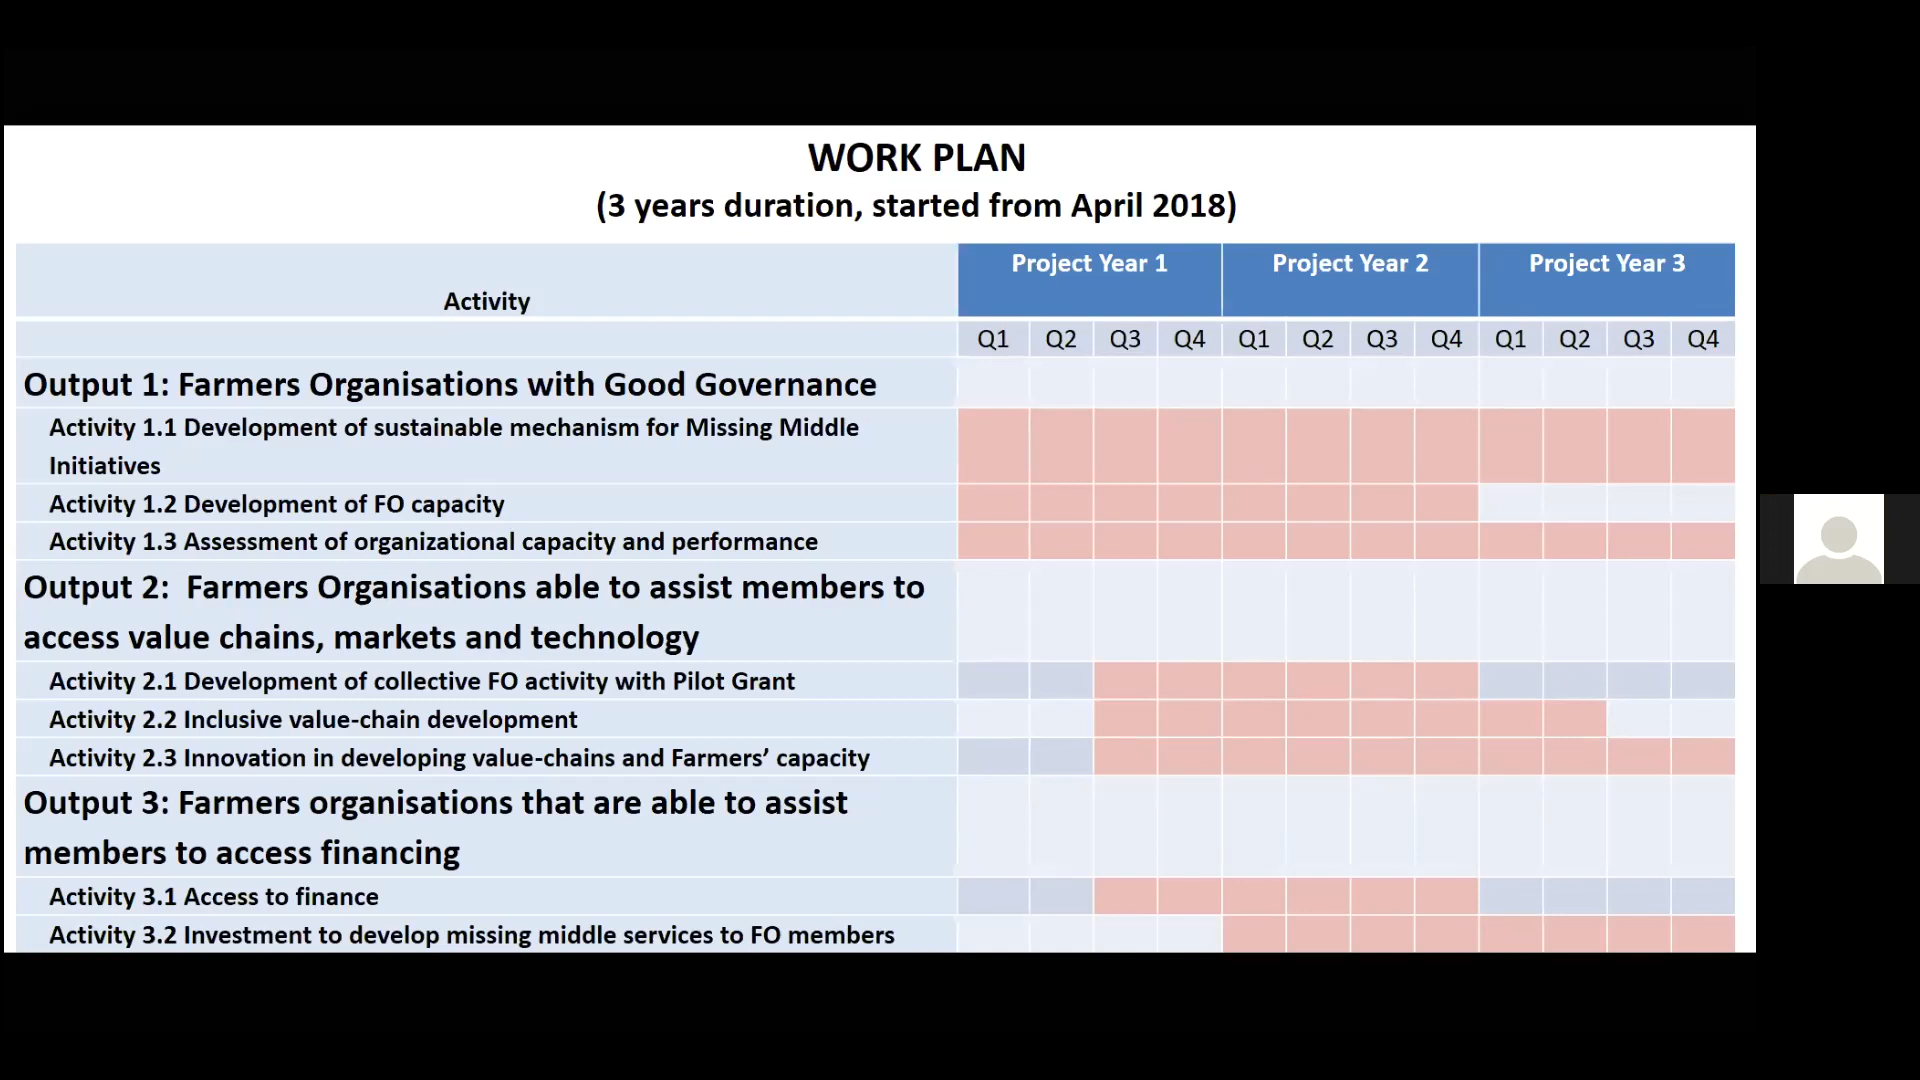 WORK PLAN
(3 years duration, started from April 2018)
Activity
Project Year 1 Project Year 2 Project Year 3
Q1 Q2 Q3 Q4 Q1 Q2 Q3 Q4 Q1 Q2 Q3 Q4
Output 1: Farmers Organisations with Good Governance
Activity 1.1 Development of sustainable mechanism for Missing Middle
Initiatives
Activity 1.2 Development of FO capacity
Activity 1.3 Assessment of organizational capacity and performance
Output 2:  Farmers Organisations able to assist members to
access value chains, markets and technology
Activity 2.1 Development of collective FO activity with Pilot Grant
Activity 2.2 Inclusive value-chain development
Activity 2.3 Innovation in developing value-chains and Farmers’ capacity
Output 3: Farmers organisations that are able to assist
members to access financing
Activity 3.1 Access to finance
Activity 3.2 Investment to develop missing middle services to FO members